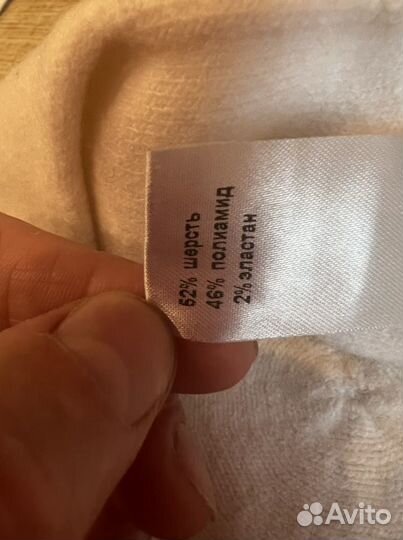 52% шерсть
46% полиамид
2% эластан
Avito